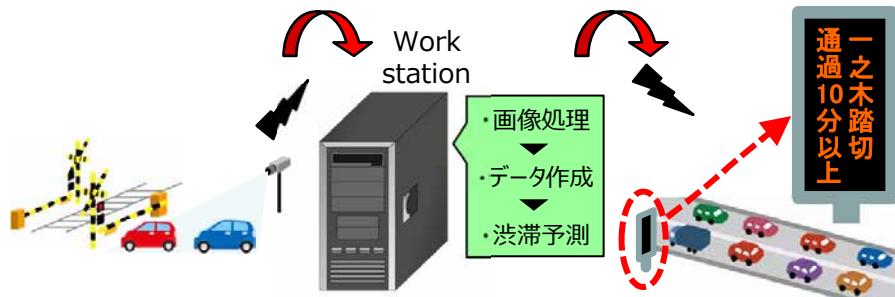 Work
station
・画像処理
・データ作成
・渋滞予測
一之木踏切
通過10分以上